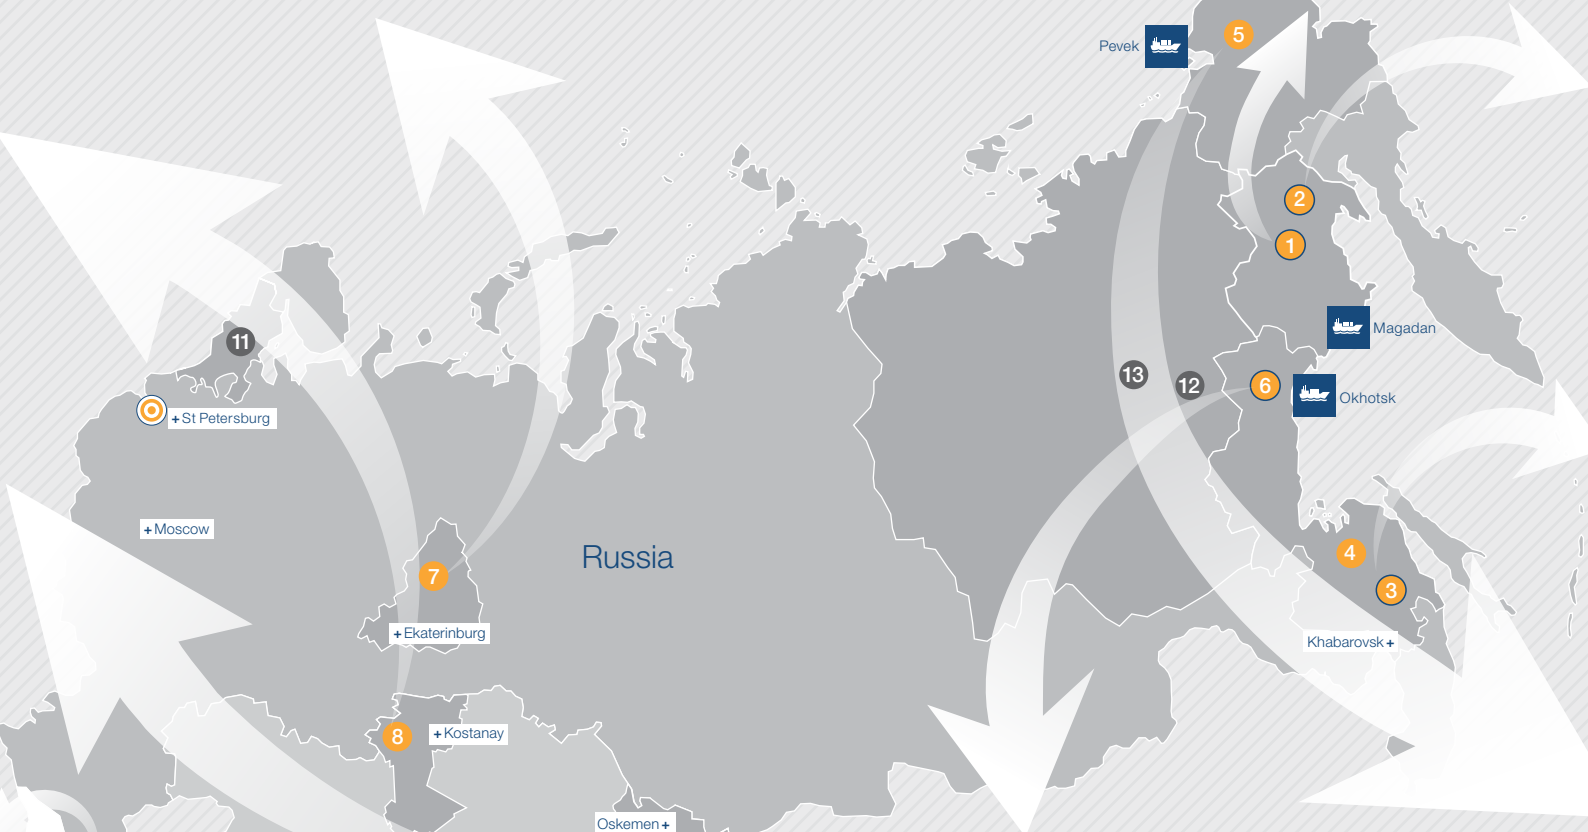 5
Pevek
2
1
Magadan
11
13
12
6
Okhotsk
+ St Petersburg
+ Moscow
Russia
4
7
3
+ Ekaterinburg
Khabarovsk +
8
+ Kostanay
Oskemen +